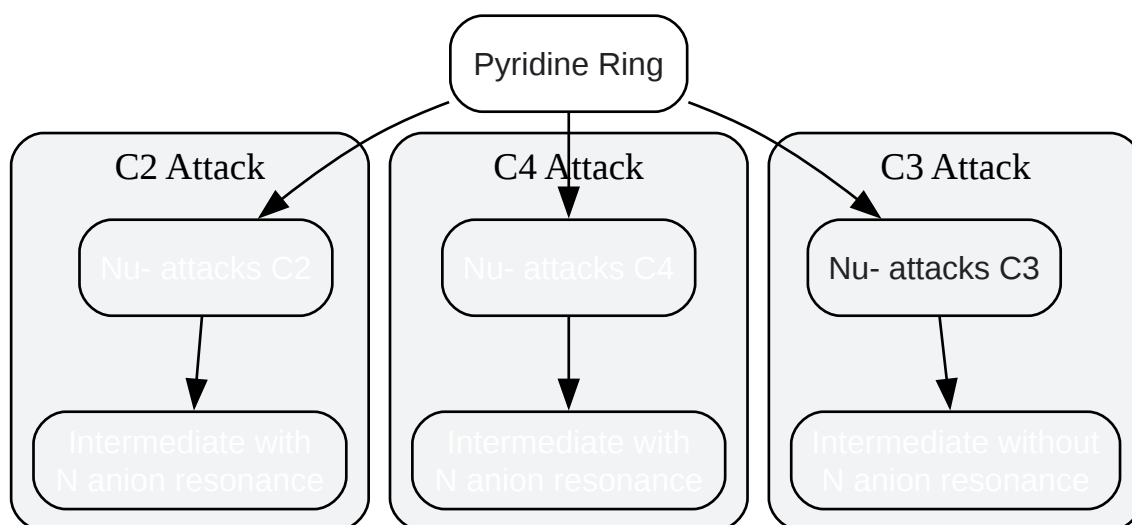 Pyridine Ring
C2 Attack
C4 Attack
C3 Attack
Nu- attacks C2
Nu- attacks C4
Nu- attacks C3
Intermediate with
N anion resonance
Intermediate with
N anion resonance
Intermediate without
N anion resonance